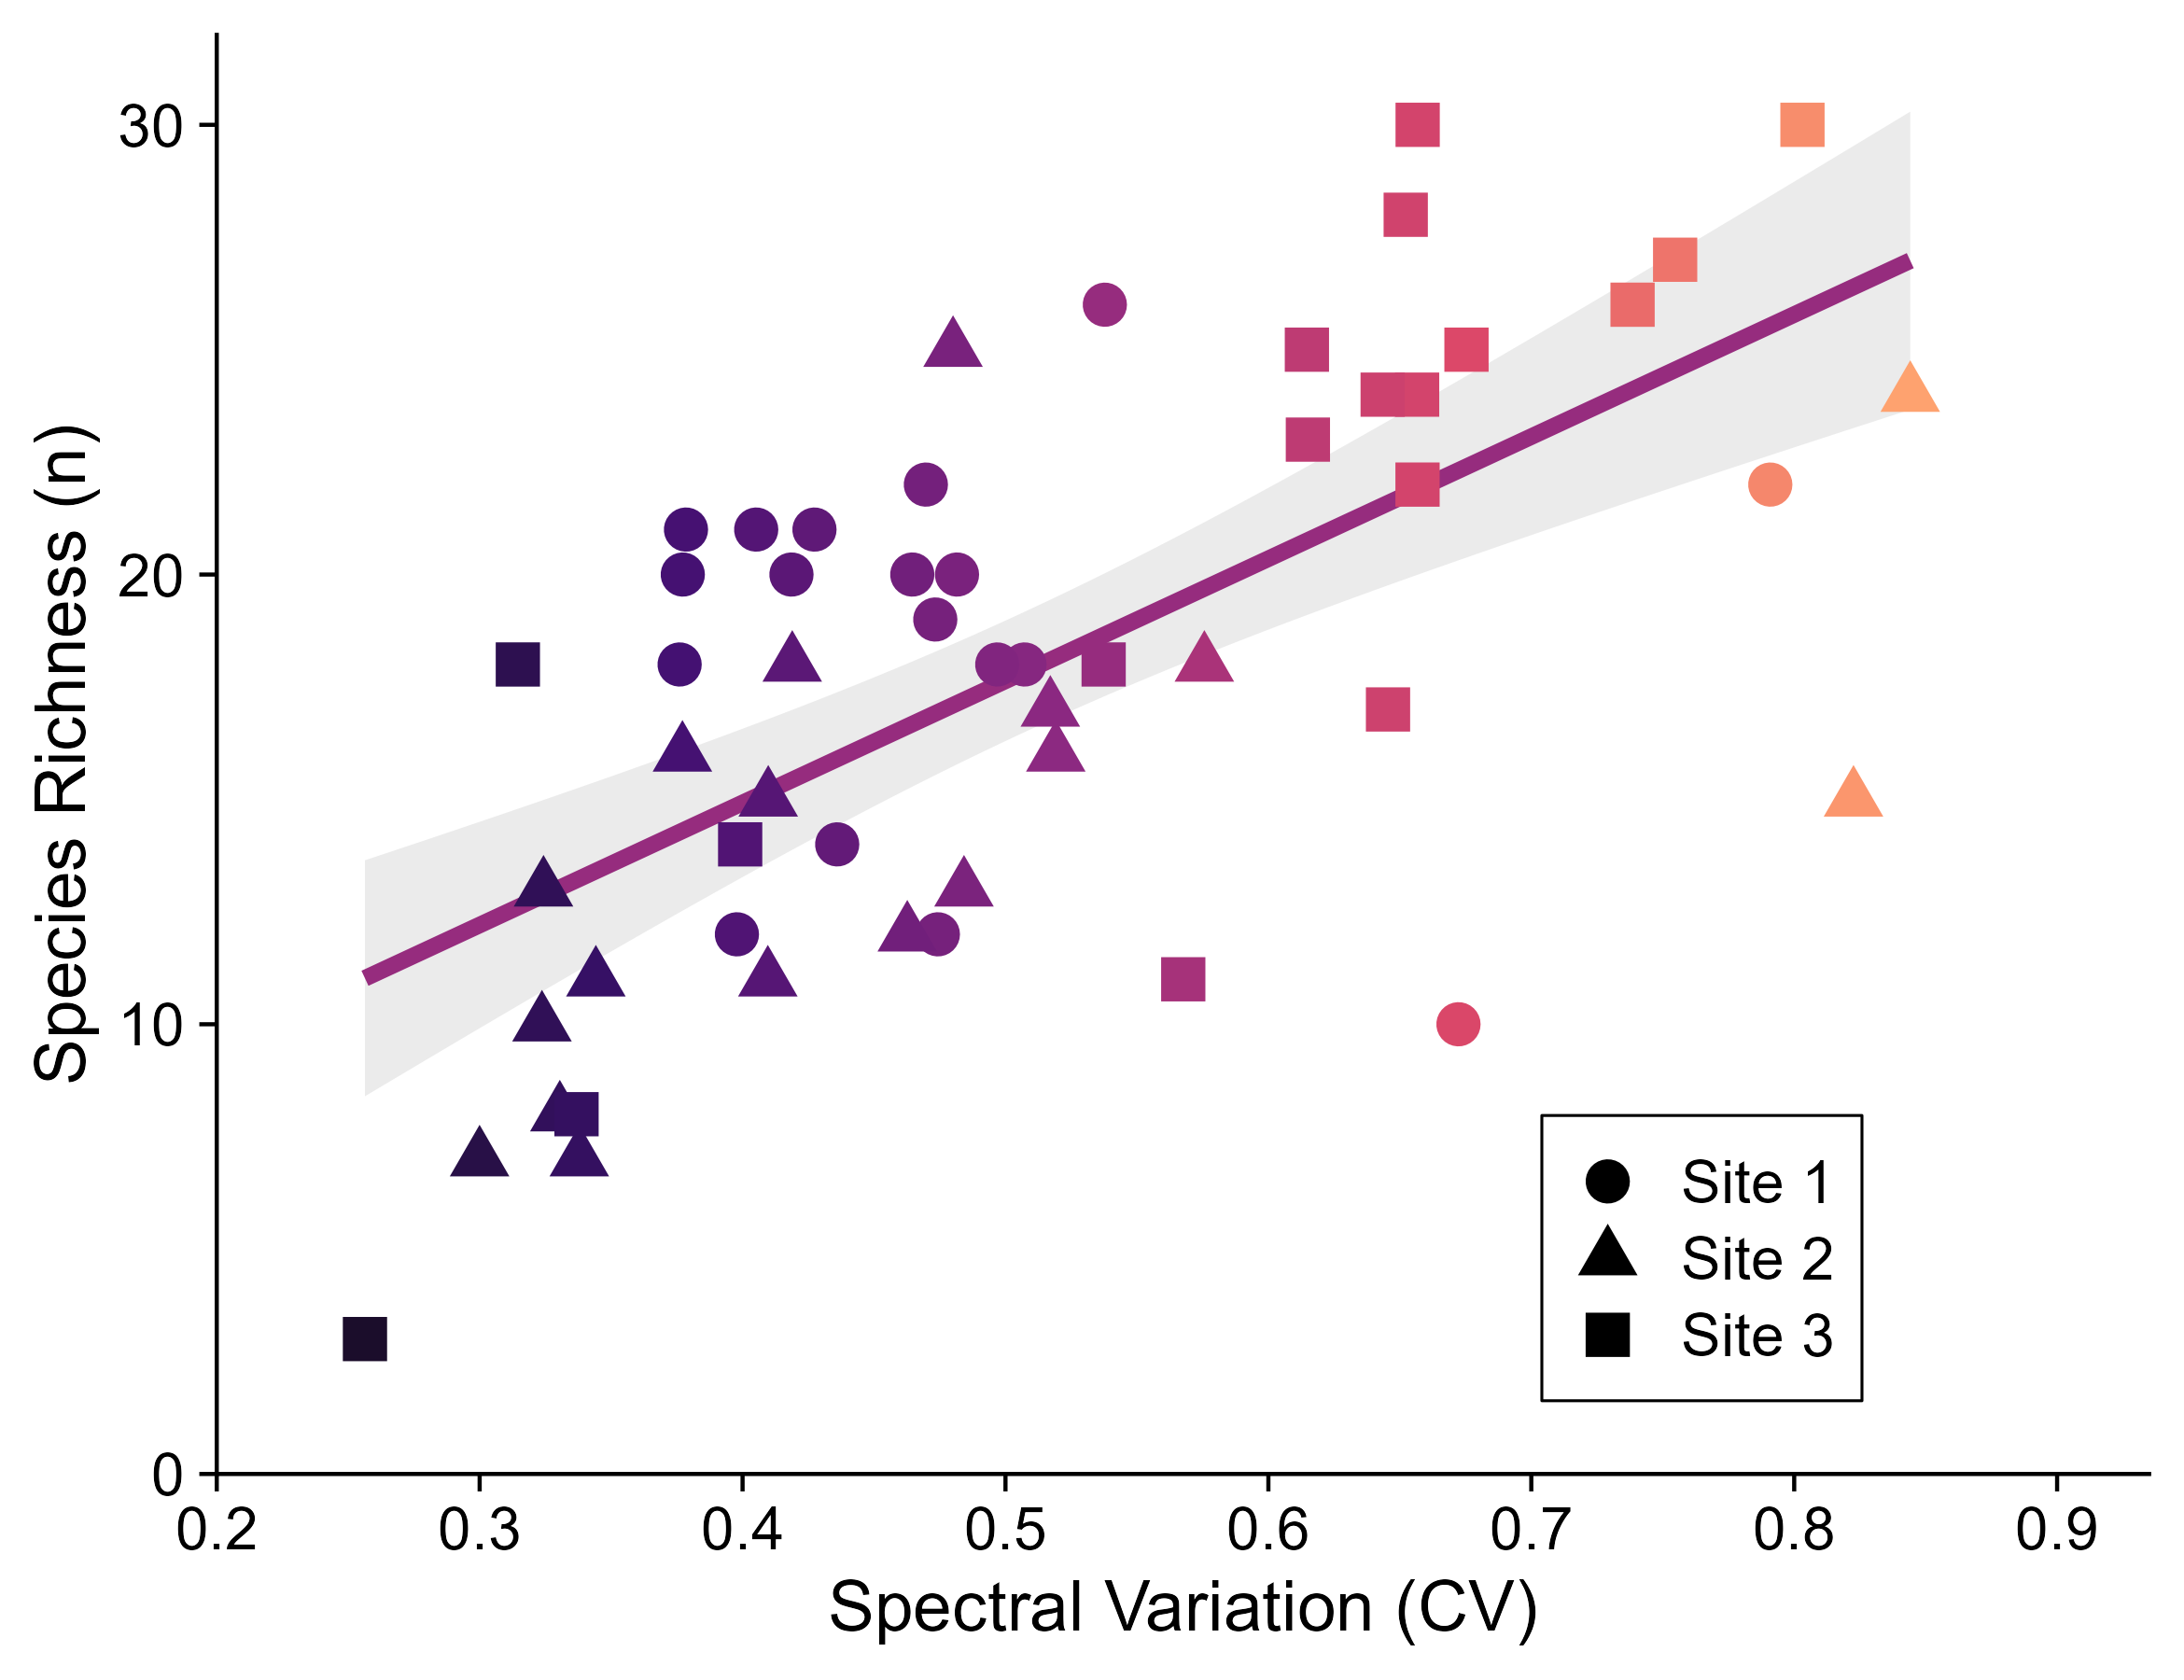 Species Richness (n)
30
20
10
0
0.2 0.3 0.4 0.5 0.6 0.7 0.8 0.9
Spectral Variation (CV)
Site 1
Site 2
Site 3